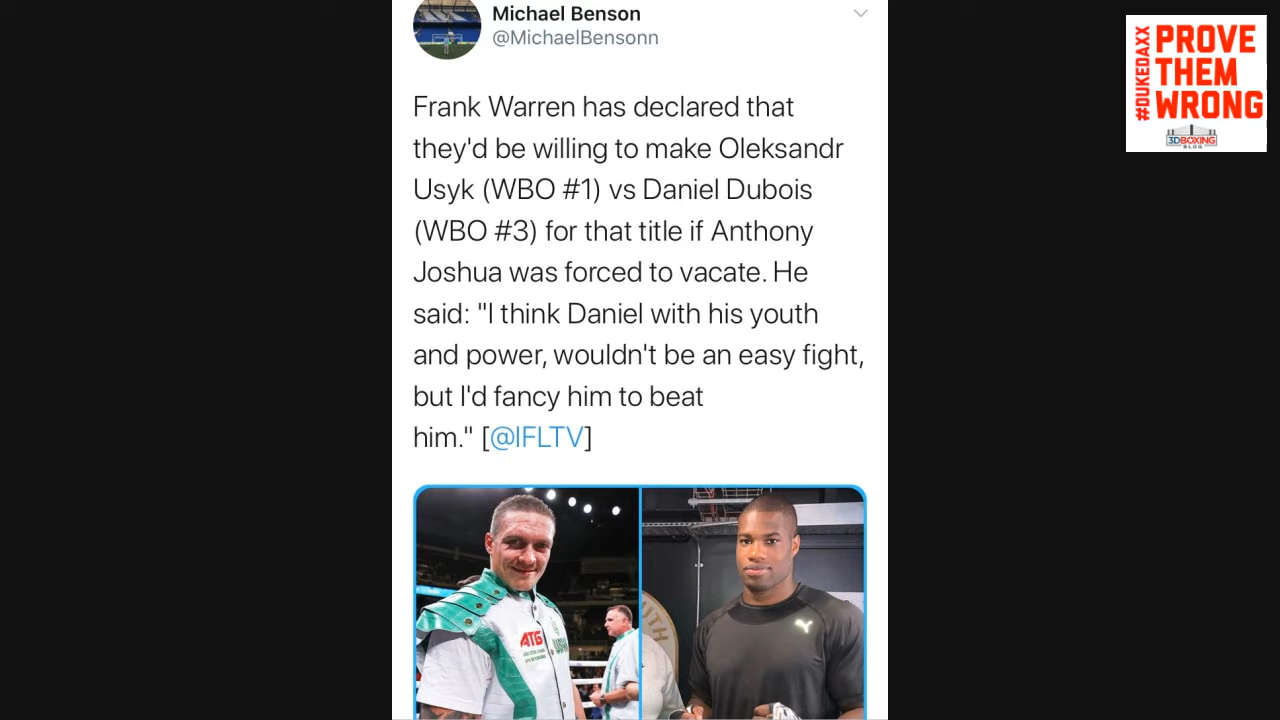 Michael Benson
@MichaelBensonn
Frank Warren has declared that
they'd be willing to make Oleksandr
Usyk (WBO #1) vs Daniel Dubois
(WBO #3) for that title if Anthony
Joshua was forced to vacate. He
said: "I think Daniel with his youth
and power, wouldn't be an easy fight,
but I'd fancy him to beat
him." [@IFLTV]
#DUKEDAXX
PROVE
THEM
WRONG
3DBOXING
BLOG
ATG